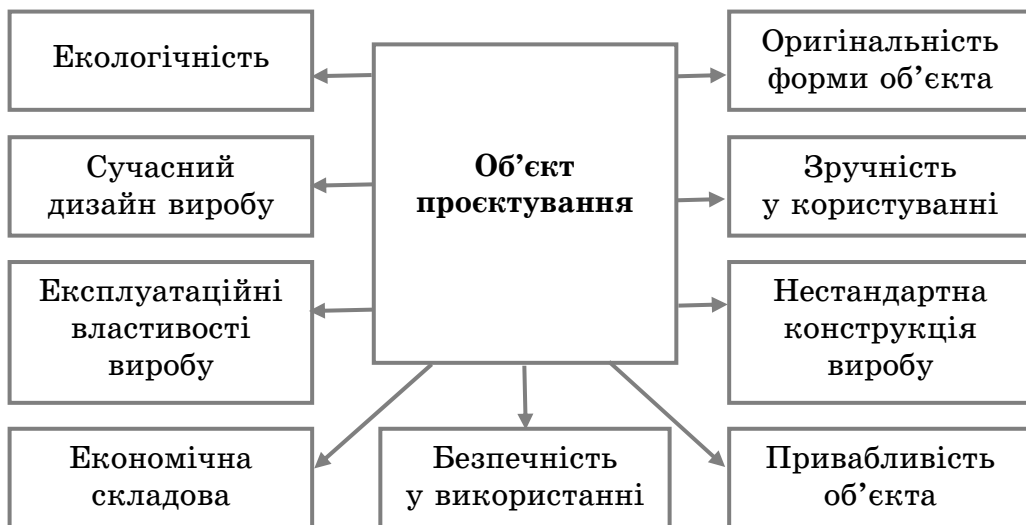 Екологічність
Сучасний
дизайн виробу
Експлуатаційні
властивості
виробу
Економічна
складова
Об’єкт
проєктування
Безпечність
у використанні
Оригінальність
форми об’єкта
Зручність
у користуванні
Нестандартна
конструкція
виробу
Привабливість
об’єкта